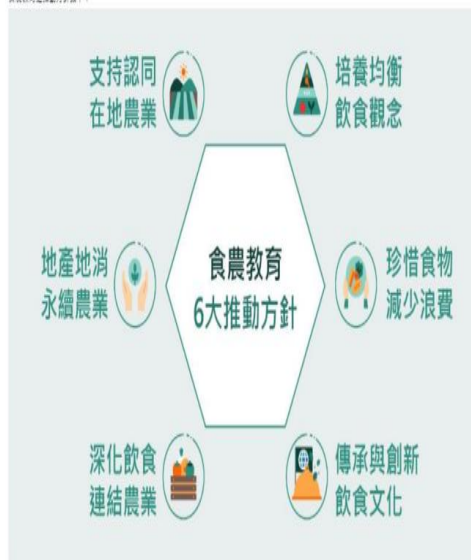 支持認同
在地農業
培養均衡
飲食觀念
地產地消
永續農業
食農教育
6大推動方針
珍惜食物
減少浪費
深化飲食
連結農業
傳承與創新
飲食文化